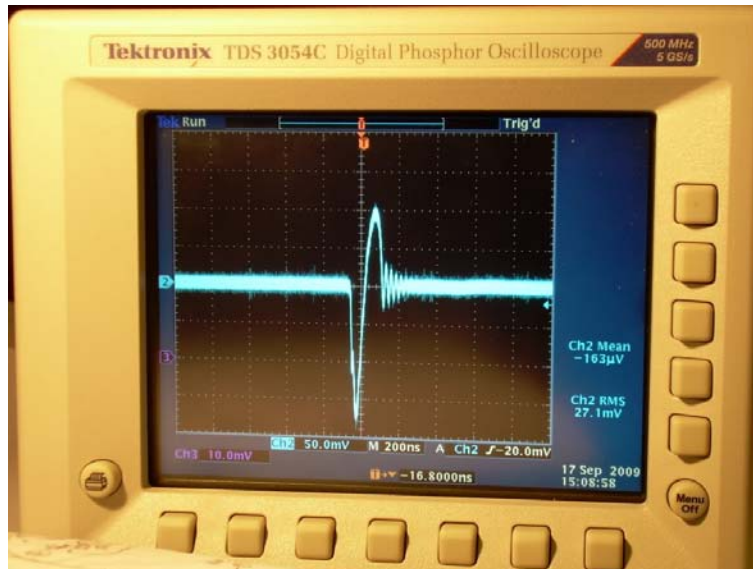 Tektronix TDS 3054C Digital Phosphor Oscilloscope 500 MHz
5 GS/s
Tek Run Trig'd
T
T
2
3
Ch2 Mean
-163µV
Ch2 RMS
27.1mV
Ch2 50.0mV M 200ns A Ch2 ƒ-20.0mV
Ch3 10.0mV
T→▼ -16.8000ns
17 Sep 2009
15:08:58
Menu
Off